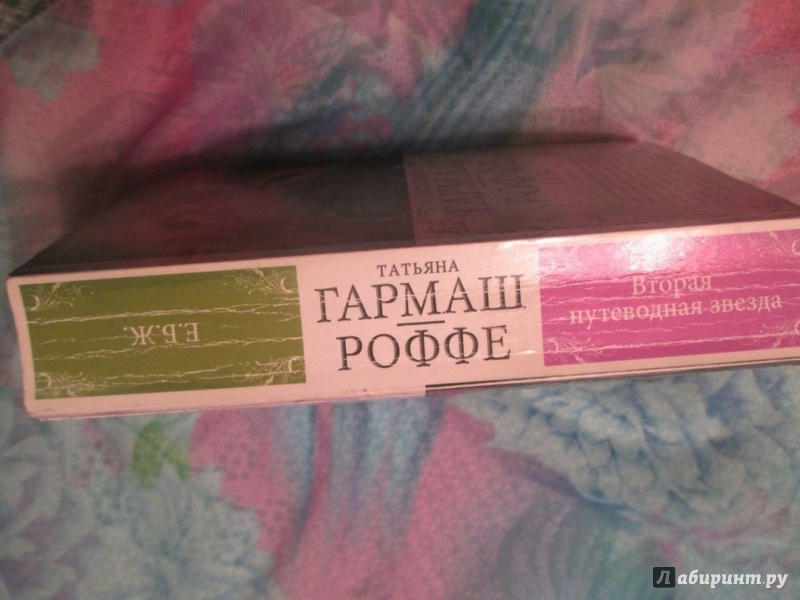 ТАТЬЯНА
ГАРМАШ
-
РОФФЕ
Вторая
путеводная звезда
Е.Б.Ж.
Лабиринт.ру